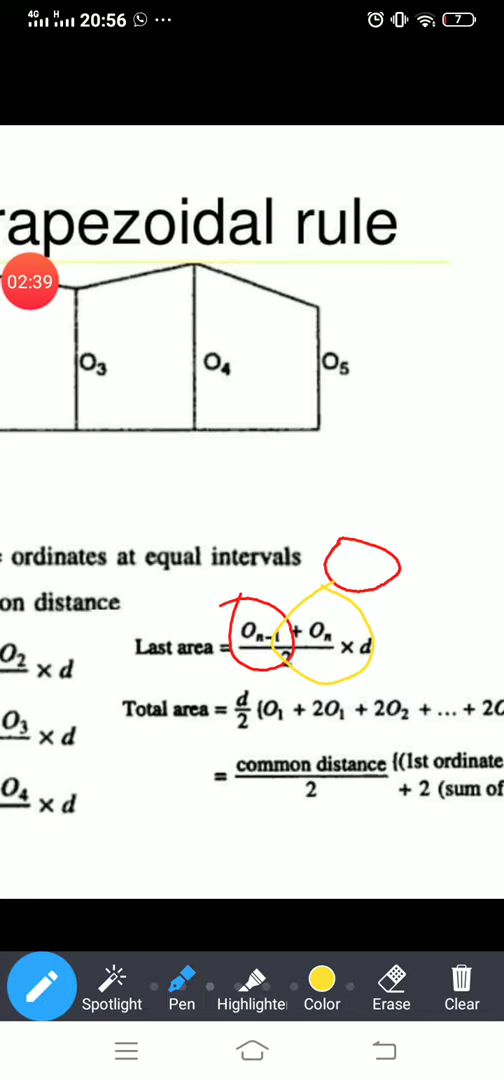 4G H 20:56 ... 7
rapezoidal rule
02:39
O3 O4 O5
: ordinates at equal intervals
on distance
O2 × d
O3 × d
O4 × d
Last area = On–1 + On / 2 × d
Total area = d/2 {O1 + 2O1 + 2O2 + ... + 2O
= common distance / 2 {(1st ordinate
+ 2 (sum of
Spotlight Pen Highlighte Color Erase Clear